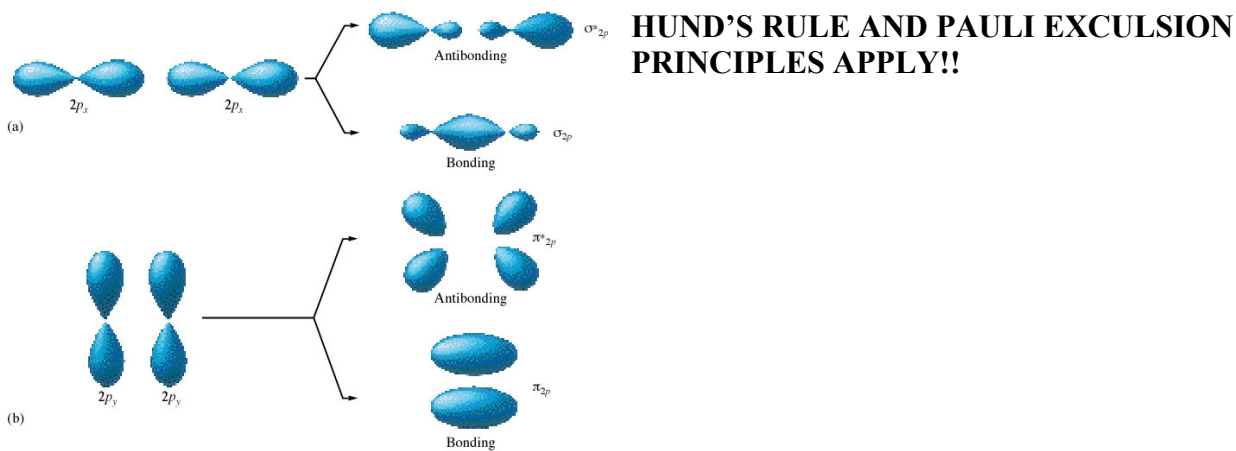 σ*2p
Antibonding
HUND’S RULE AND PAULI EXCULSION
PRINCIPLES APPLY!!
2px
2px
(a)
σ2p
Bonding
π*2p
Antibonding
2py
2py
π2p
(b)
Bonding